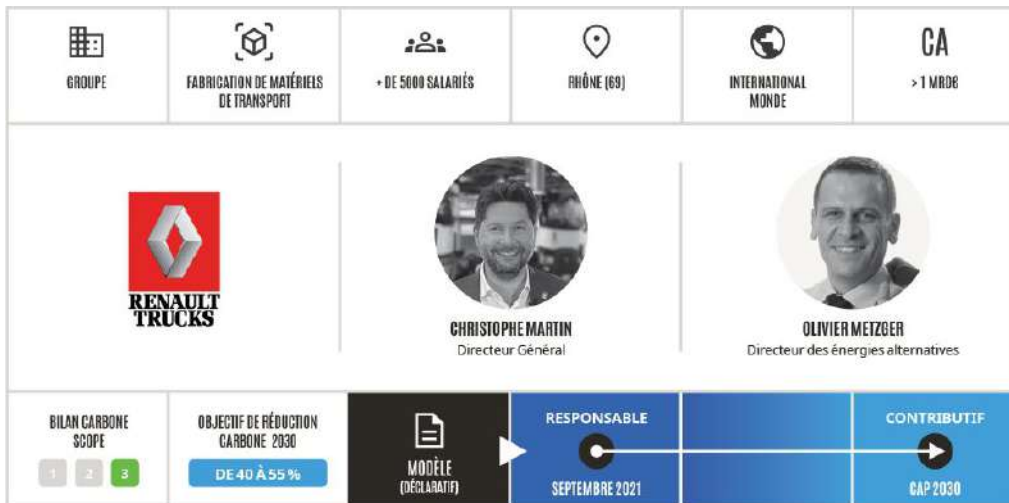 CA
GROUPE
FABRICATION DE MATÉRIELS
DE TRANSPORT
+ DE 5000 SALARIÉS
RHÔNE (69)
INTERNATIONAL
MONDE
> 1 MRD€
RENAULT
TRUCKS
CHRISTOPHE MARTIN
Directeur Général
OLIVIER METZGER
Directeur des énergies alternatives
BILAN CARBONE
SCOPE
1 2 3
OBJECTIF DE RÉDUCTION
CARBONE 2030
DE 40 À 55 %
MODÈLE
(DÉCLARATIF)
RESPONSABLE
SEPTEMBRE 2021
CONTRIBUTIF
CAP 2030